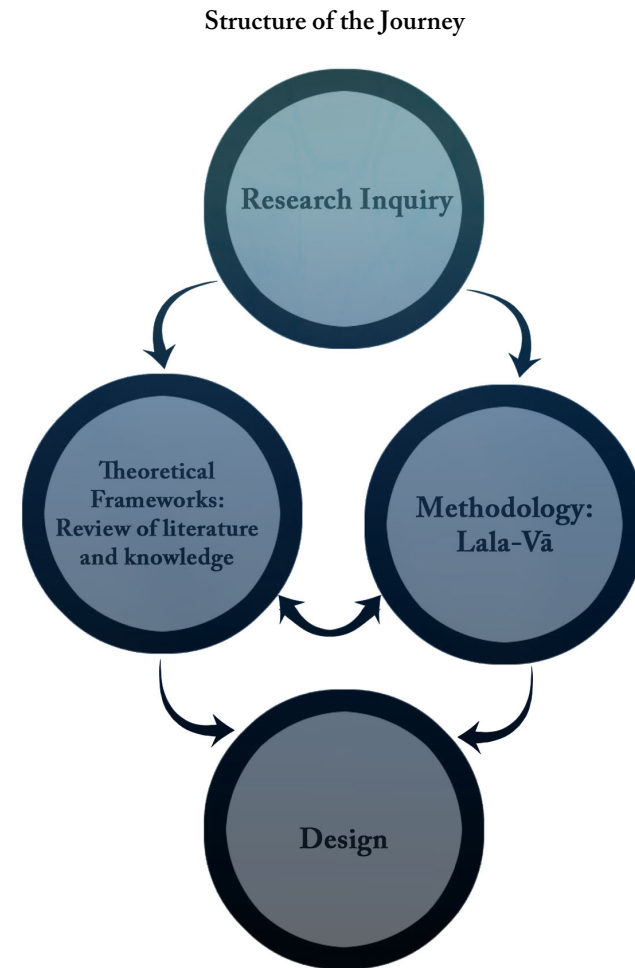 Structure of the Journey
Research Inquiry
Theoretical
Frameworks:
Review of literature
and knowledge
Methodology:
Lala-Vā
Design